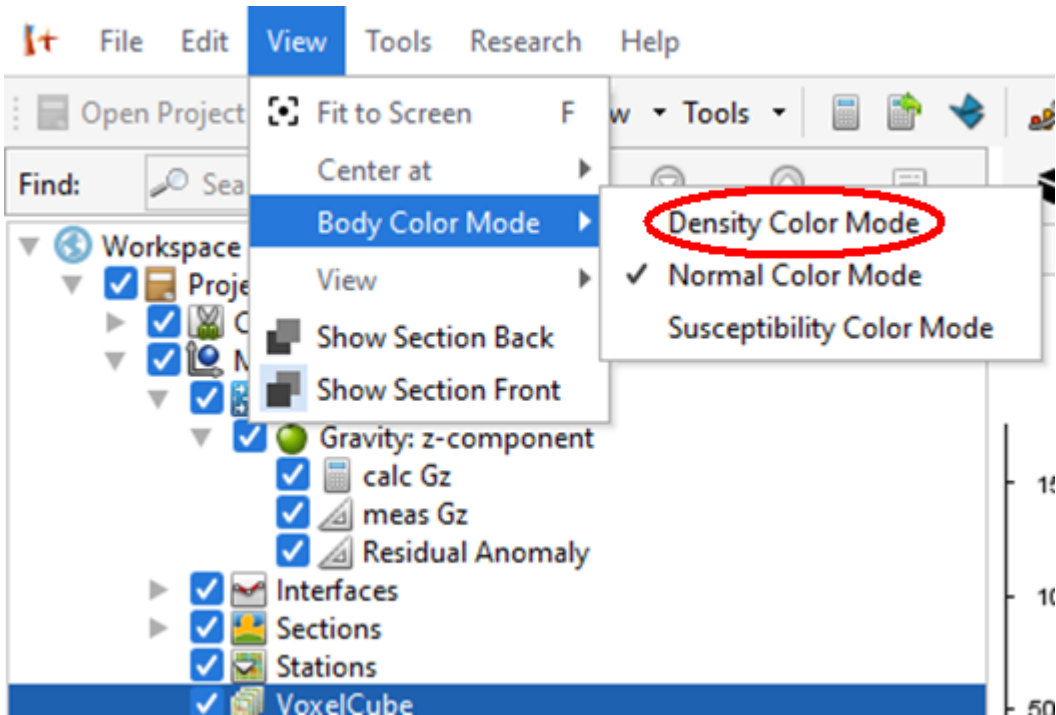 File Edit View Tools Research Help
Open Project
Tools
Fit to Screen F
Find:
Center at
Body Color Mode
Density Color Mode
Workspace
View
Normal Color Mode
Show Section Back
Susceptibility Color Mode
Show Section Front
Gravity: z-component
calc Gz
meas Gz
Residual Anomaly
Interfaces
Sections
Stations
VoxelCube
50